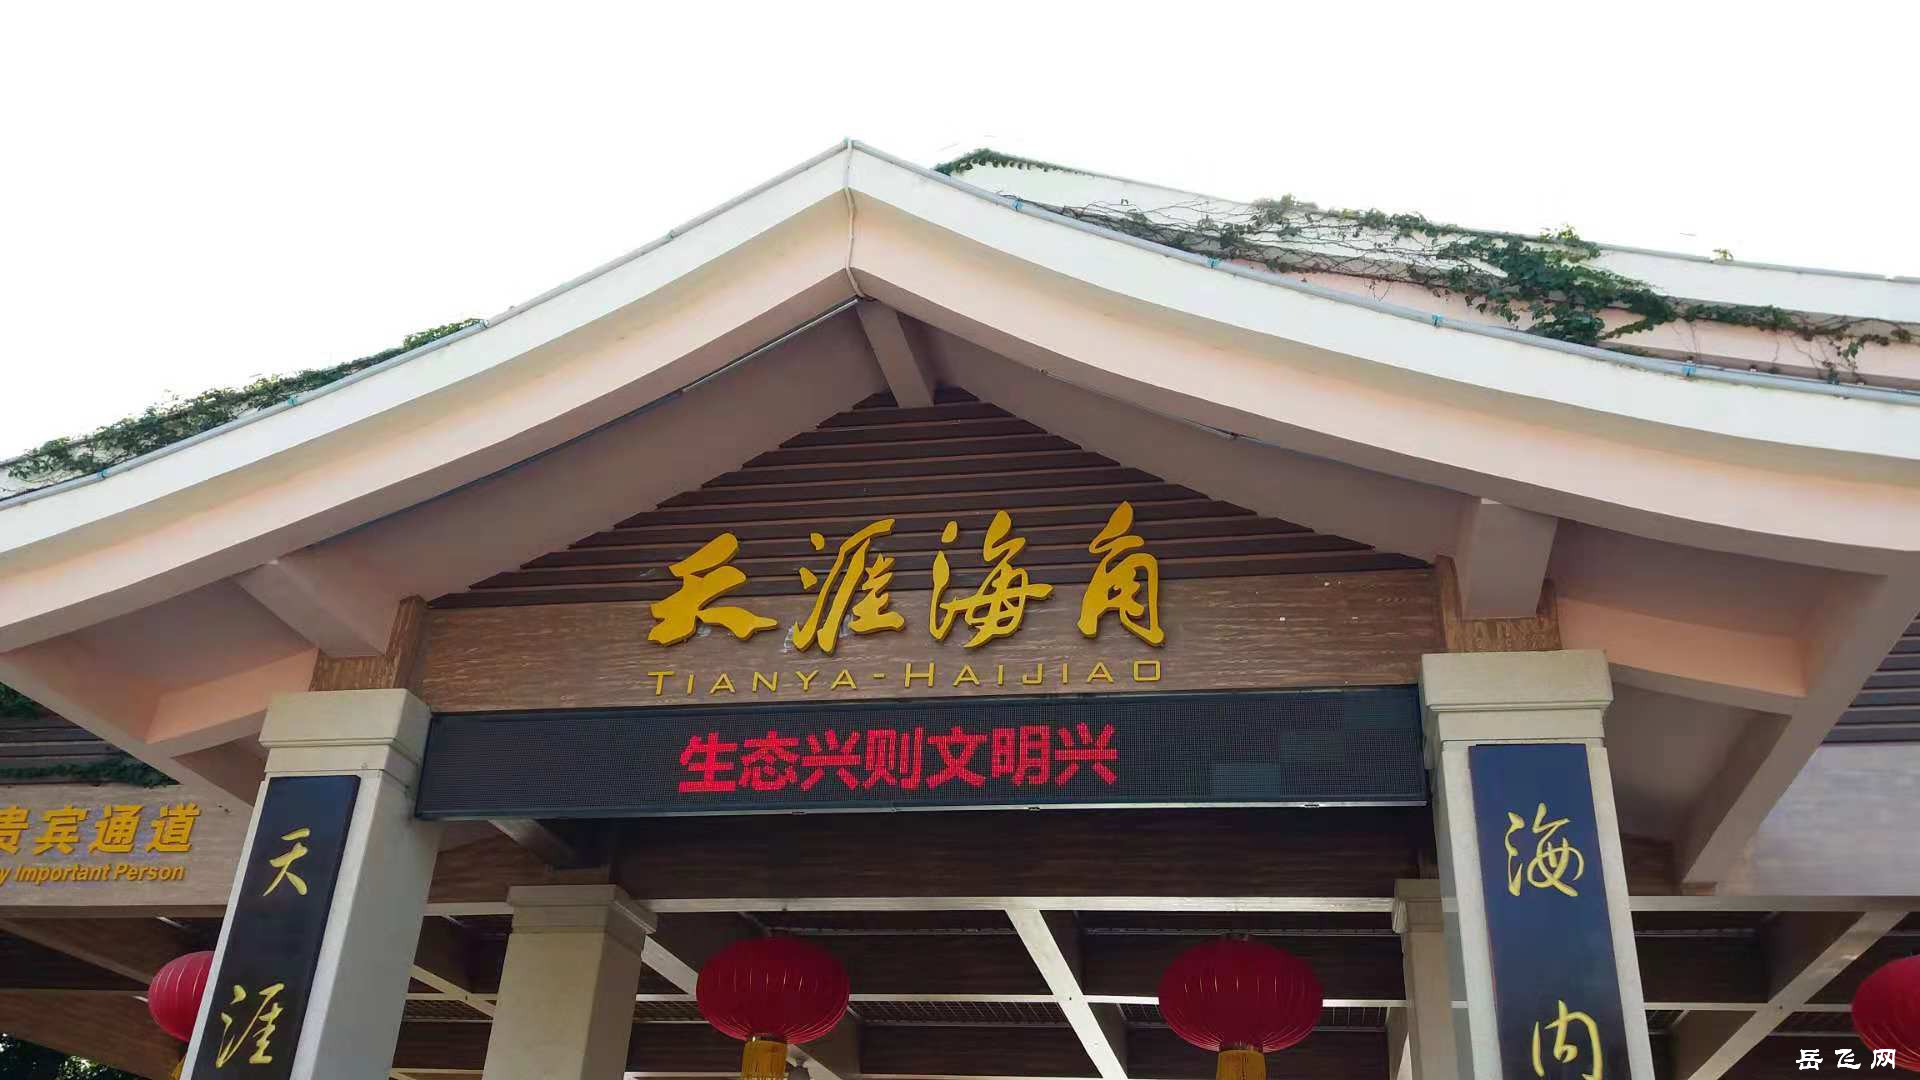 天涯海角
TIANYA-HAIJIAO
生态兴则文明兴
贵宾通道
y Important Person
天涯
海内
岳飞网